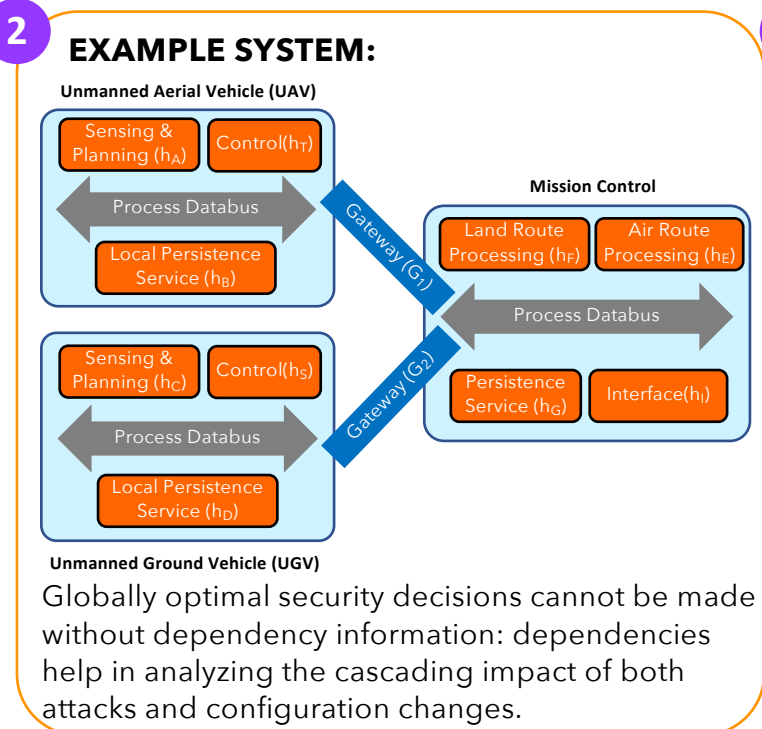 2
EXAMPLE SYSTEM:
Unmanned Aerial Vehicle (UAV)
Sensing &
Planning (hA)
Control(hT)
Process Databus
Local Persistence
Service (hB)
Gateway (G1)
Mission Control
Land Route
Processing (hF)
Air Route
Processing (hE)
Process Databus
Persistence
Service (hG)
Interface(hI)
Sensing &
Planning (hC)
Control(hS)
Process Databus
Local Persistence
Service (hD)
Gateway (G2)
Unmanned Ground Vehicle (UGV)
Globally optimal security decisions cannot be made
without dependency information: dependencies
help in analyzing the cascading impact of both
attacks and configuration changes.